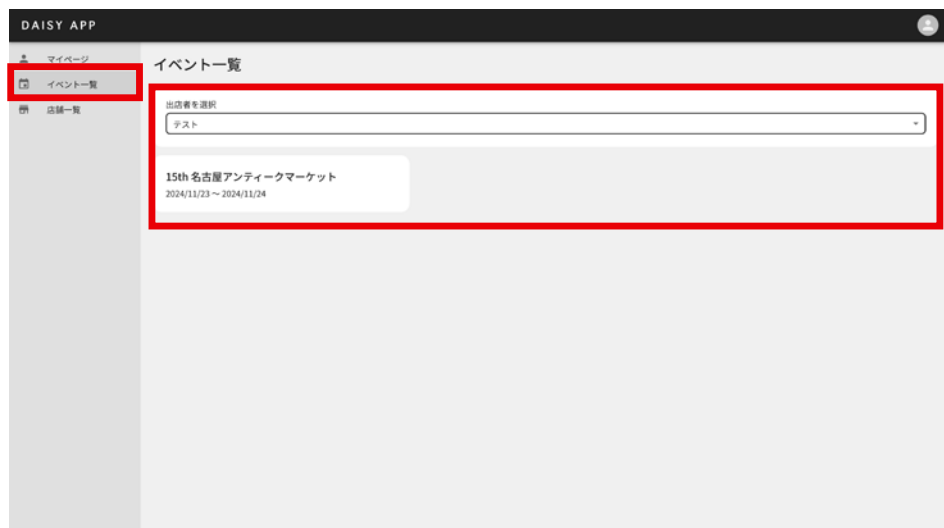 DAISY APP
マイページ
イベント一覧
店舗一覧
イベント一覧
出店者を選択
テスト
15th 名古屋アンティークマーケット
2024/11/23 ~ 2024/11/24